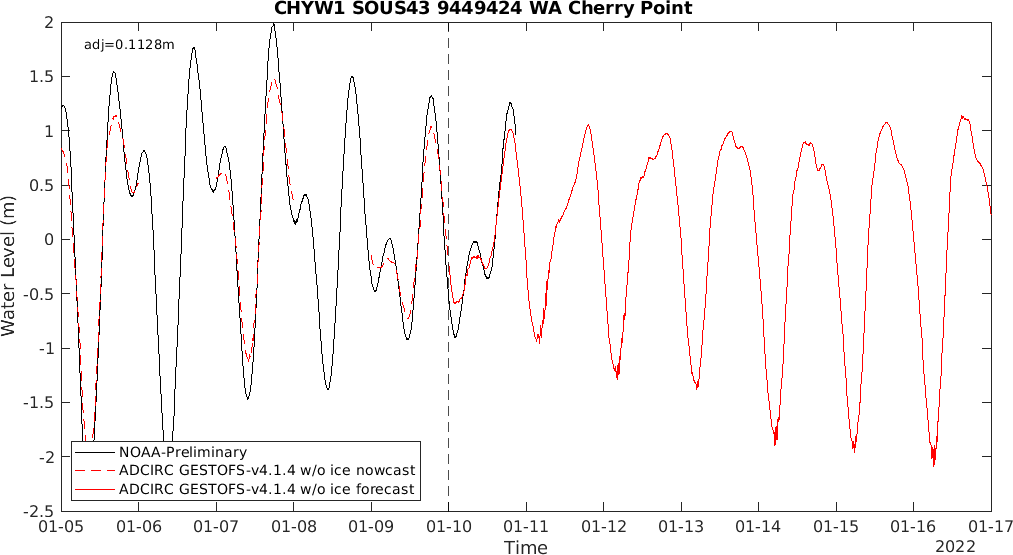 CHYW1 SOUS43 9449424 WA Cherry Point
adj=0.1128m
2
1.5
1
0.5
0
-0.5
-1
-1.5
-2
-2.5
Water Level (m)
NOAA-Preliminary
ADCIRC GESTOFS-v4.1.4 w/o ice nowcast
ADCIRC GESTOFS-v4.1.4 w/o ice forecast
01-05 01-06 01-07 01-08 01-09 01-10 01-11 01-12 01-13 01-14 01-15 01-16 01-17
Time
2022